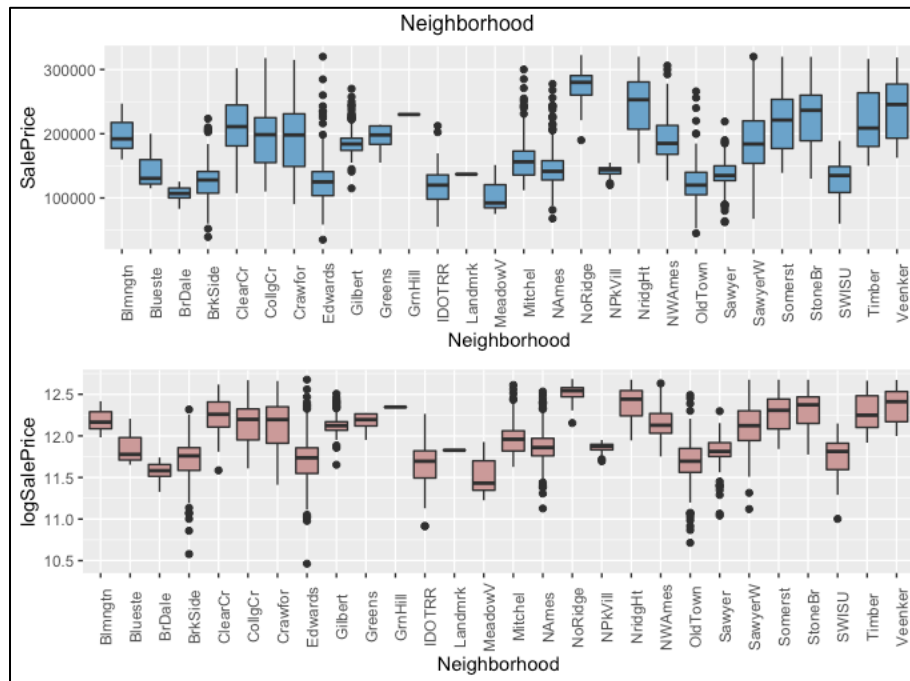 Neighborhood
SalePrice
300000
200000
100000
Blmngtn
Blueste
BrDale
BrkSide
ClearCr
CollgCr
Crawfor
Edwards
Gilbert
Greens
GrnHill
IDOTRR
Landmrk
MeadowV
Mitchel
NAmes
NoRidge
NPkVill
NridgHt
NWAmes
OldTown
Sawyer
SawyerW
Somerst
StoneBr
SWISU
Timber
Veenker
Neighborhood
logSalePrice
12.5
12.0
11.5
11.0
10.5
Blmngtn
Blueste
BrDale
BrkSide
ClearCr
CollgCr
Crawfor
Edwards
Gilbert
Greens
GrnHill
IDOTRR
Landmrk
MeadowV
Mitchel
NAmes
NoRidge
NPkVill
NridgHt
NWAmes
OldTown
Sawyer
SawyerW
Somerst
StoneBr
SWISU
Timber
Veenker
Neighborhood